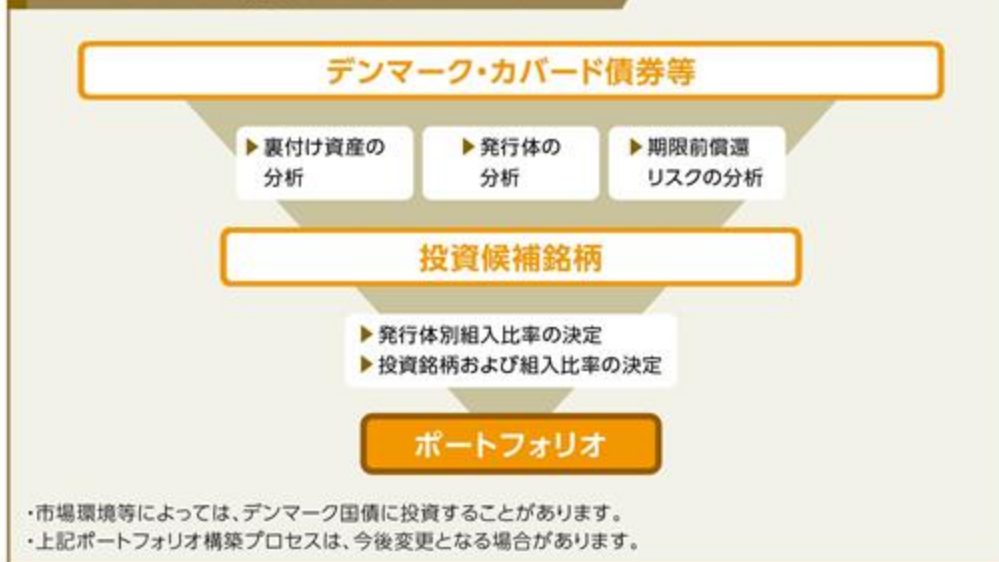 デンマーク・カバード債券等
▶裏付け資産の
分析
▶発行体の
分析
▶期限前償還
リスクの分析
投資候補銘柄
▶発行体別組入比率の決定
▶投資銘柄および組入比率の決定
ポートフォリオ
・市場環境等によっては、デンマーク国債に投資することがあります。
・上記ポートフォリオ構築プロセスは、今後変更となる場合があります。